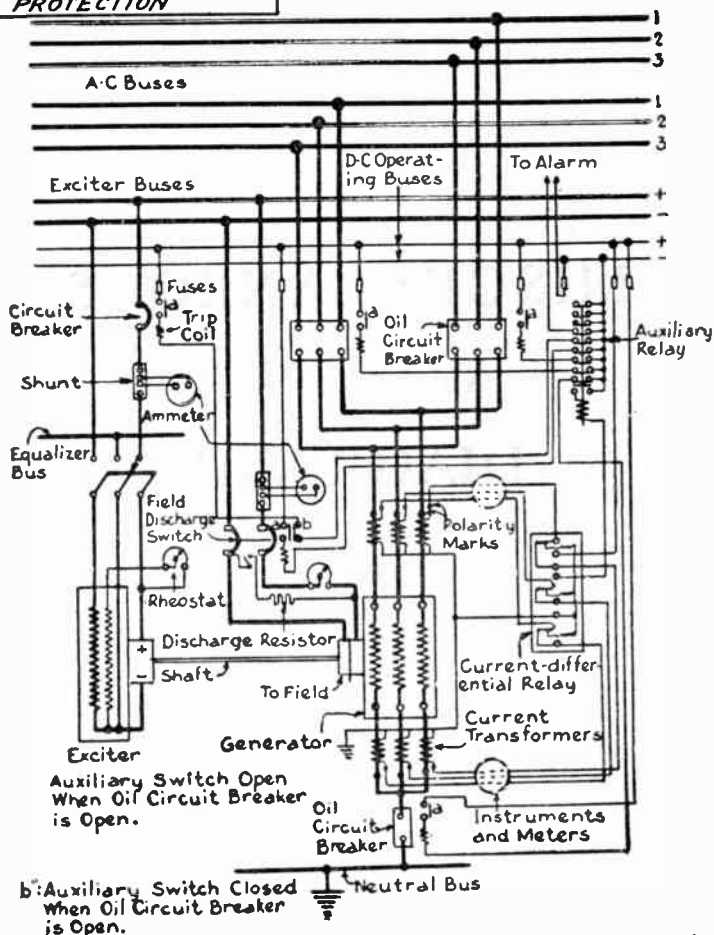 PROTECTION
1
2
3
A-C Buses
1
2
3
D-C Operat-
ing Buses
To Alarm
Exciter Buses
+
-
+
-
Fuses
a
Trip
Coil
Circuit
Breaker
a
Oil
Circuit
Breaker
a
Auxiliary
Relay
Shunt
Ammeter
Equalizer
Bus
Field
Discharge
Switch
a
b
Polarity
Marks
Rheostat
Discharge Resistor
+
-
Shaft
To Field
Current-differ-
ential Relay
Generator
Current
Transformers
Exciter
Auxiliary Switch Open
When Oil Circuit Breaker
is Open.
Oil
Circuit
Breaker
a
Instruments
and Meters
Neutral Bus
b":Auxiliary Switch Closed
When Oil Circuit Breaker
is Open.